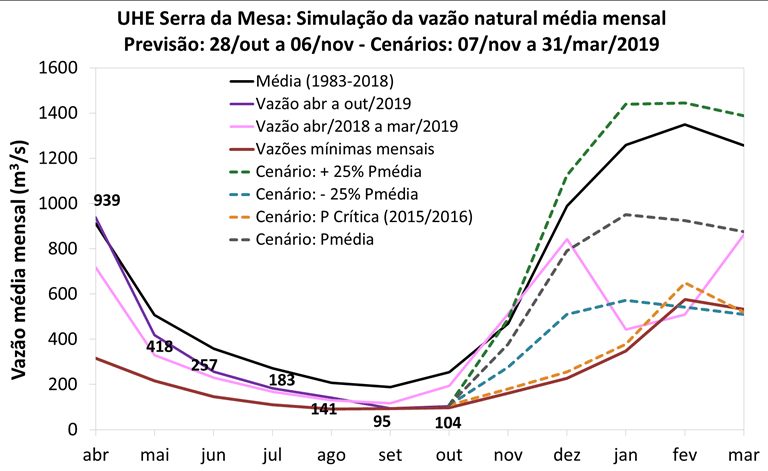 UHE Serra da Mesa: Simulação da vazão natural média mensal
Previsão: 28/out a 06/nov - Cenários: 07/nov a 31/mar/2019
Vazão média mensal (m³/s)
1600
1400
1200
1000
800
600
400
200
0
Média (1983-2018)
Vazão abr a out/2019
Vazão abr/2018 a mar/2019
Vazões mínimas mensais
Cenário: + 25% Pmédia
Cenário: - 25% Pmédia
Cenário: P Crítica (2015/2016)
Cenário: Pmédia
939
418
257
183
141
95
104
abr mai jun jul ago set out nov dez jan fev mar